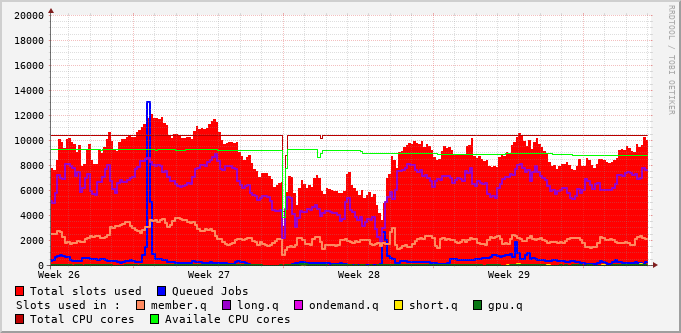 RRDTOOL / TOBI OETIKER
20000
18000
16000
14000
12000
10000
8000
6000
4000
2000
0
Week 26 Week 27 Week 28 Week 29
Total slots used Queued Jobs
Slots used in : member.q long.q ondemand.q short.q gpu.q
Total CPU cores Availale CPU cores